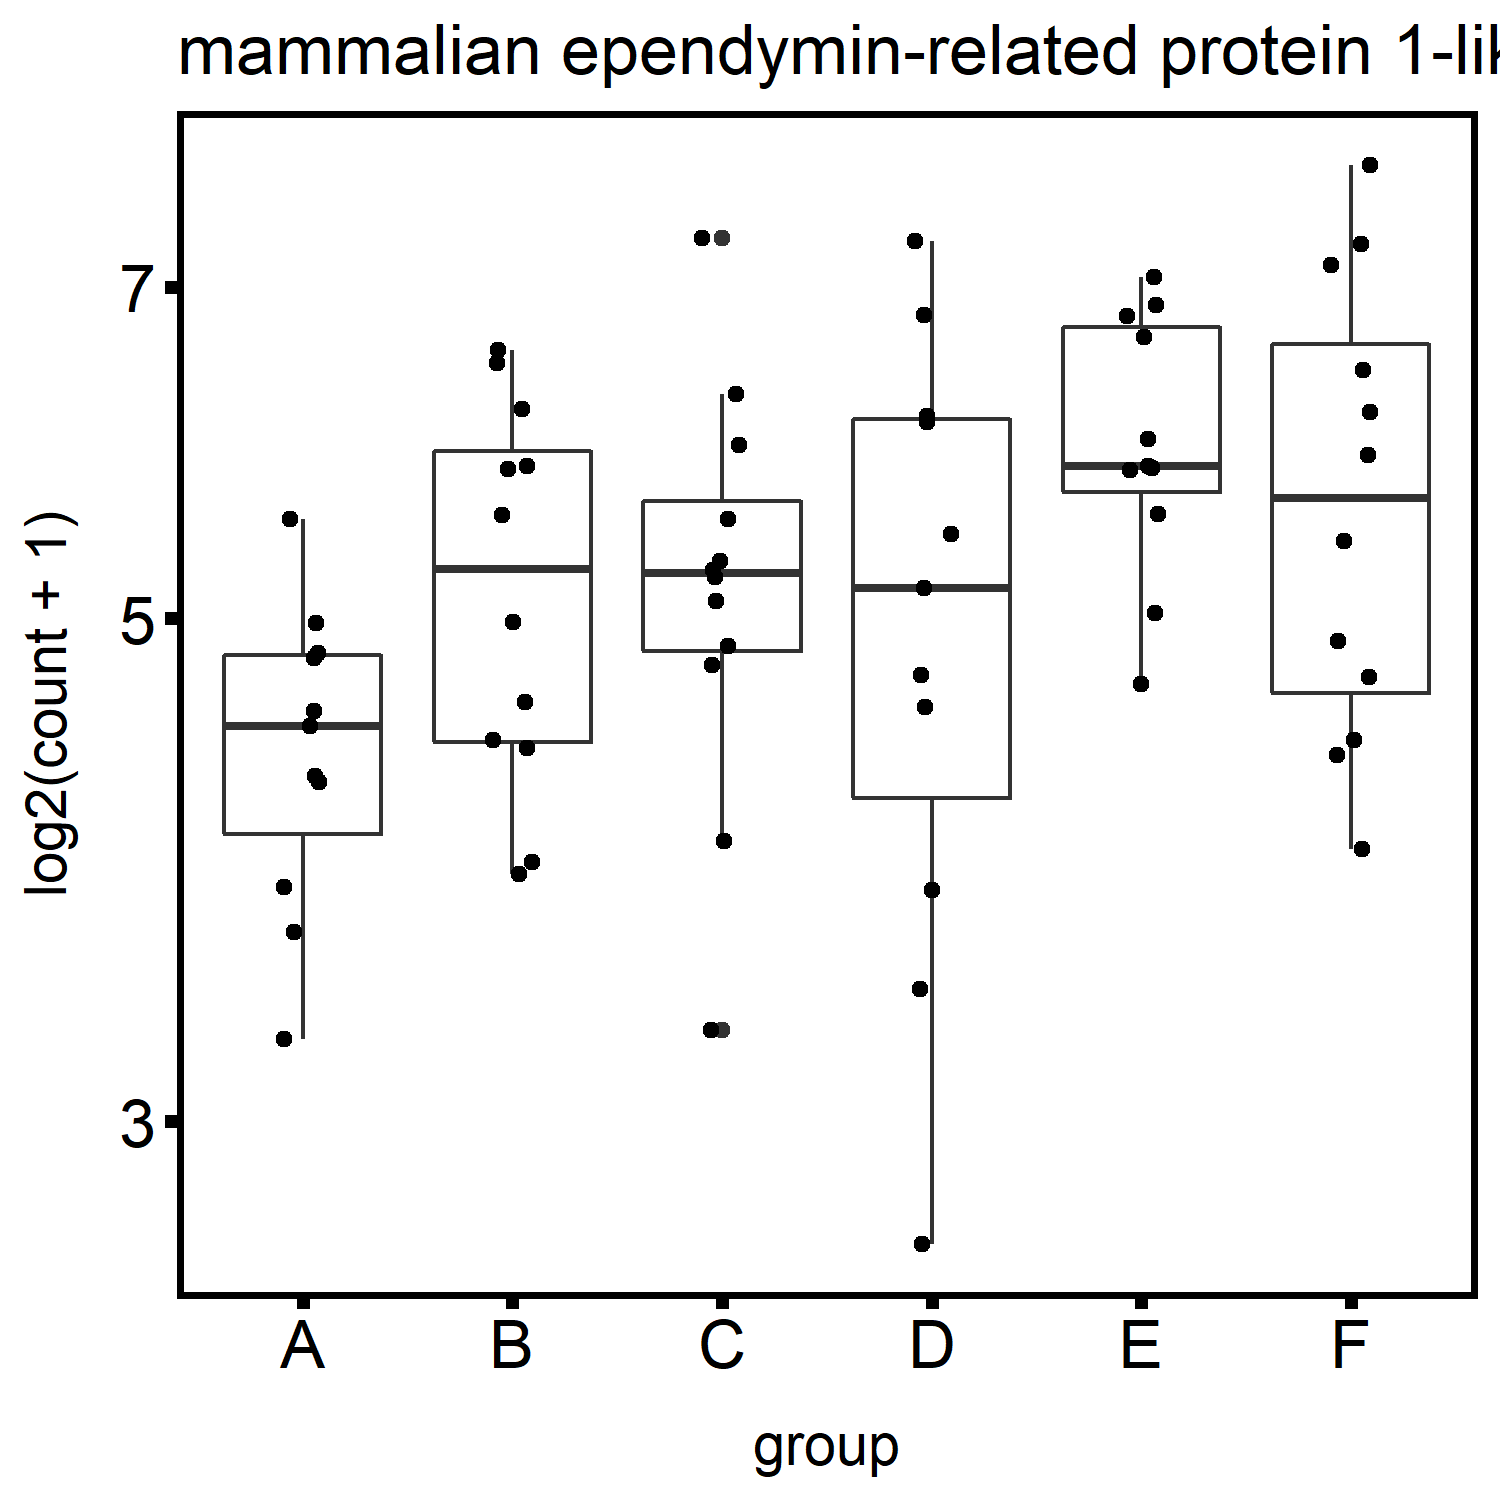 mammalian ependymin-related protein 1-lik
log2(count + 1)
7
5
3
A B C D E F
group